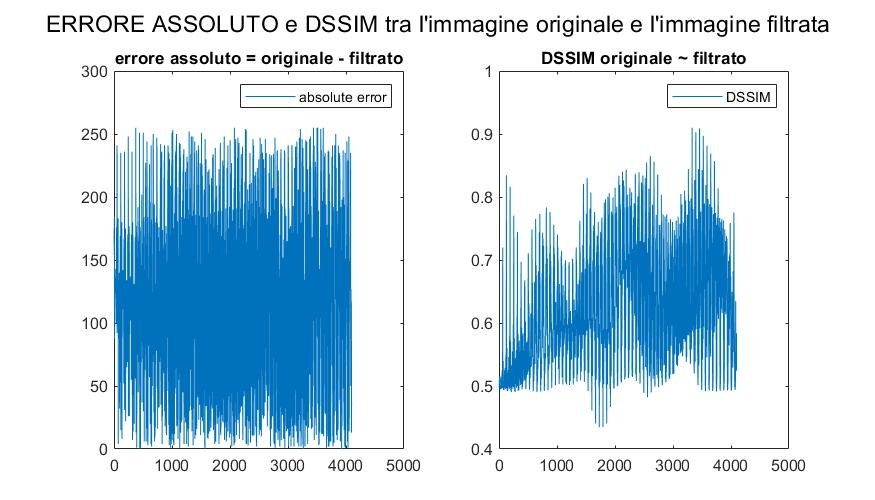 ERRORE ASSOLUTO e DSSIM tra l'immagine originale e l'immagine filtrata
errore assoluto = originale - filtrato
300
250
200
150
100
50
0
absolute error
0 1000 2000 3000 4000 5000
DSSIM originale ~ filtrato
1
0.9
0.8
0.7
0.6
0.5
0.4
DSSIM
0 1000 2000 3000 4000 5000